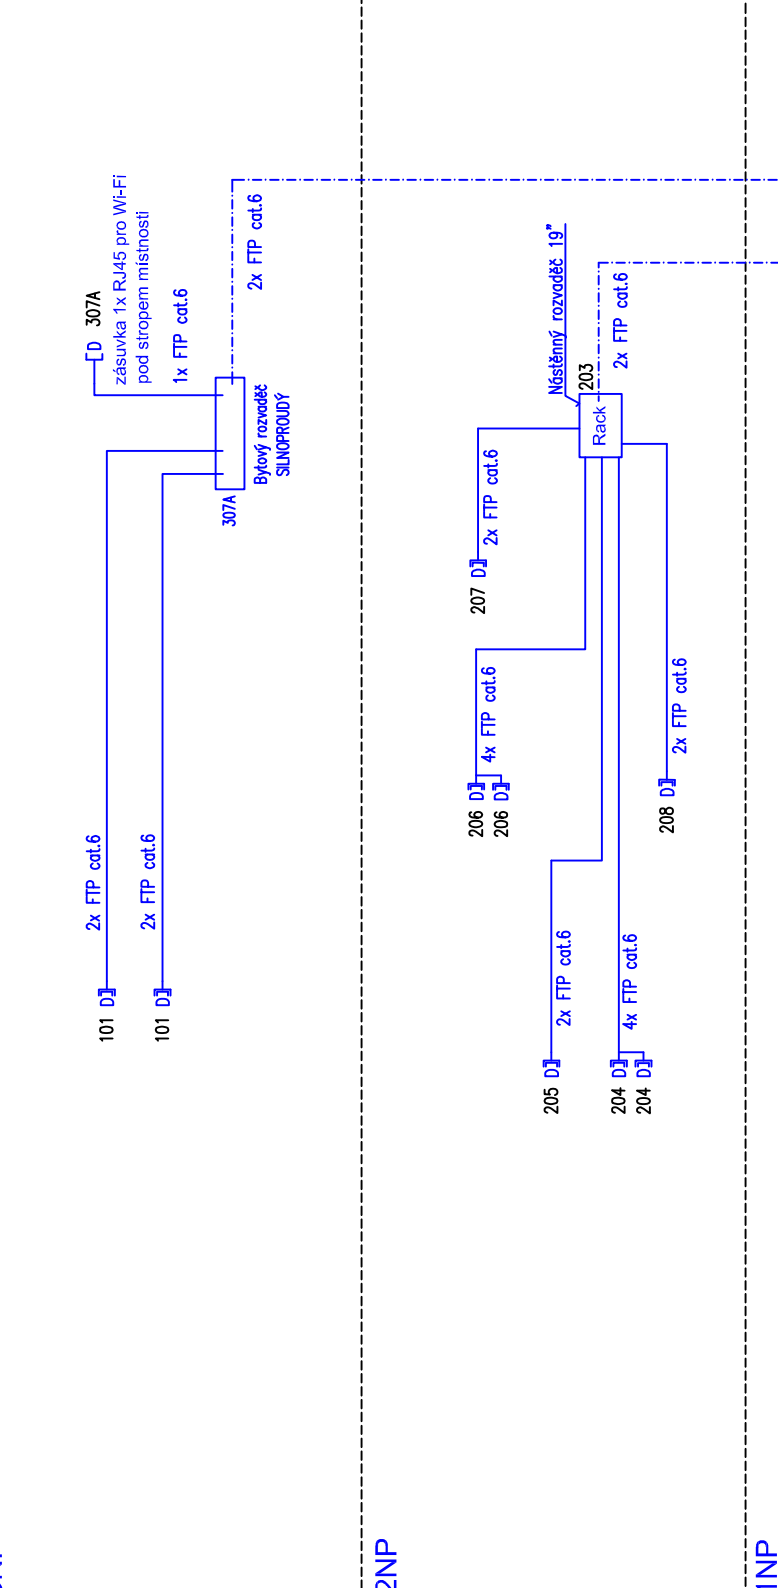 307A
zásuvka 1x RJ45 pro Wi-Fi
pod stropem místnosti
1x FTP cat.6
2x FTP cat.6
Bytový rozvaděč
SILNOPROUDÝ
307A
2x FTP cat.6
2x FTP cat.6
101
101
2NP
Nástěnný rozvaděč 19"
203
Rack
2x FTP cat.6
2x FTP cat.6
207
4x FTP cat.6
206
206
2x FTP cat.6
208
2x FTP cat.6
205
4x FTP cat.6
204
204
1NP